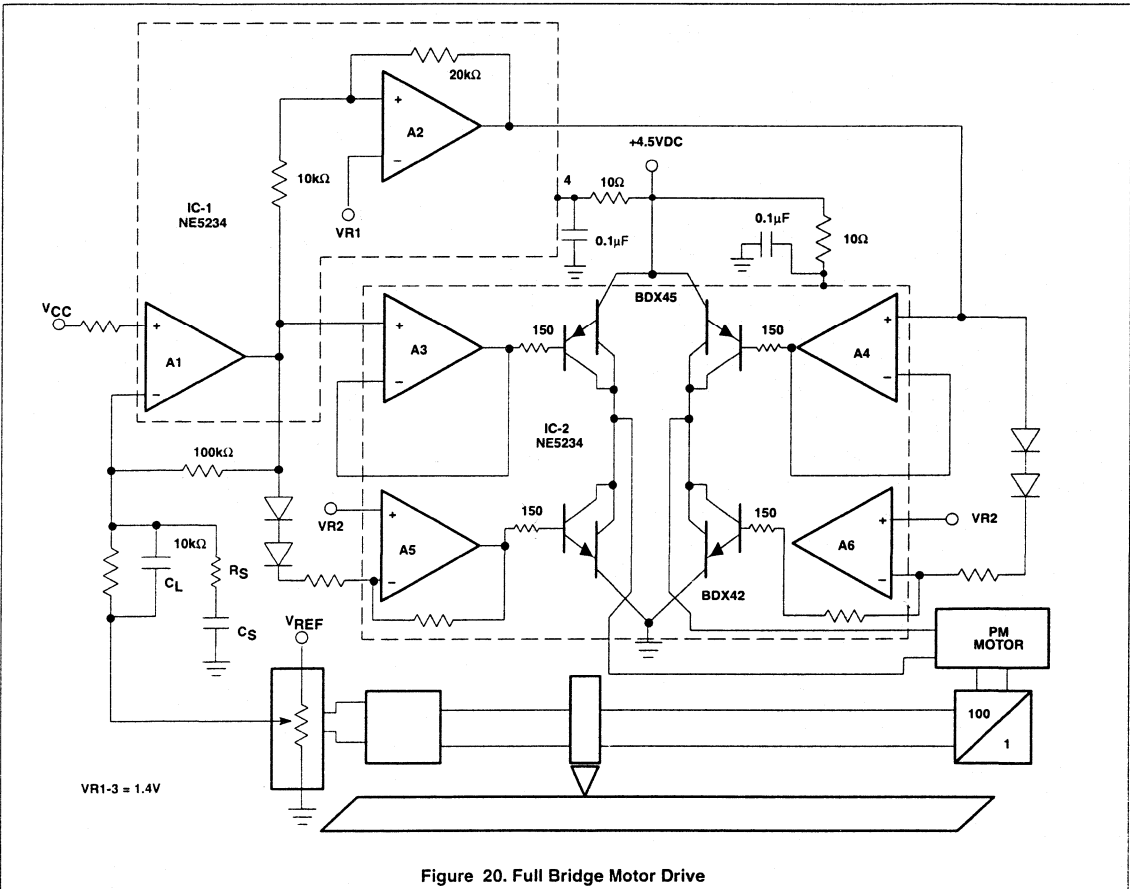 20kΩ
+
A2
−
+4.5VDC
10kΩ
4
10Ω
IC-1
NE5234
VR1
0.1μF
0.1μF
10Ω
VCC
+
A1
−
BDX45
+
A3
−
150
150
+
A4
−
IC-2
NE5234
100kΩ
VR2
+
A5
−
150
150
+
A6
−
VR2
10kΩ
CL
RS
CS
BDX42
VREF
PM
MOTOR
100
1
VR1-3 = 1.4V
Figure 20. Full Bridge Motor Drive